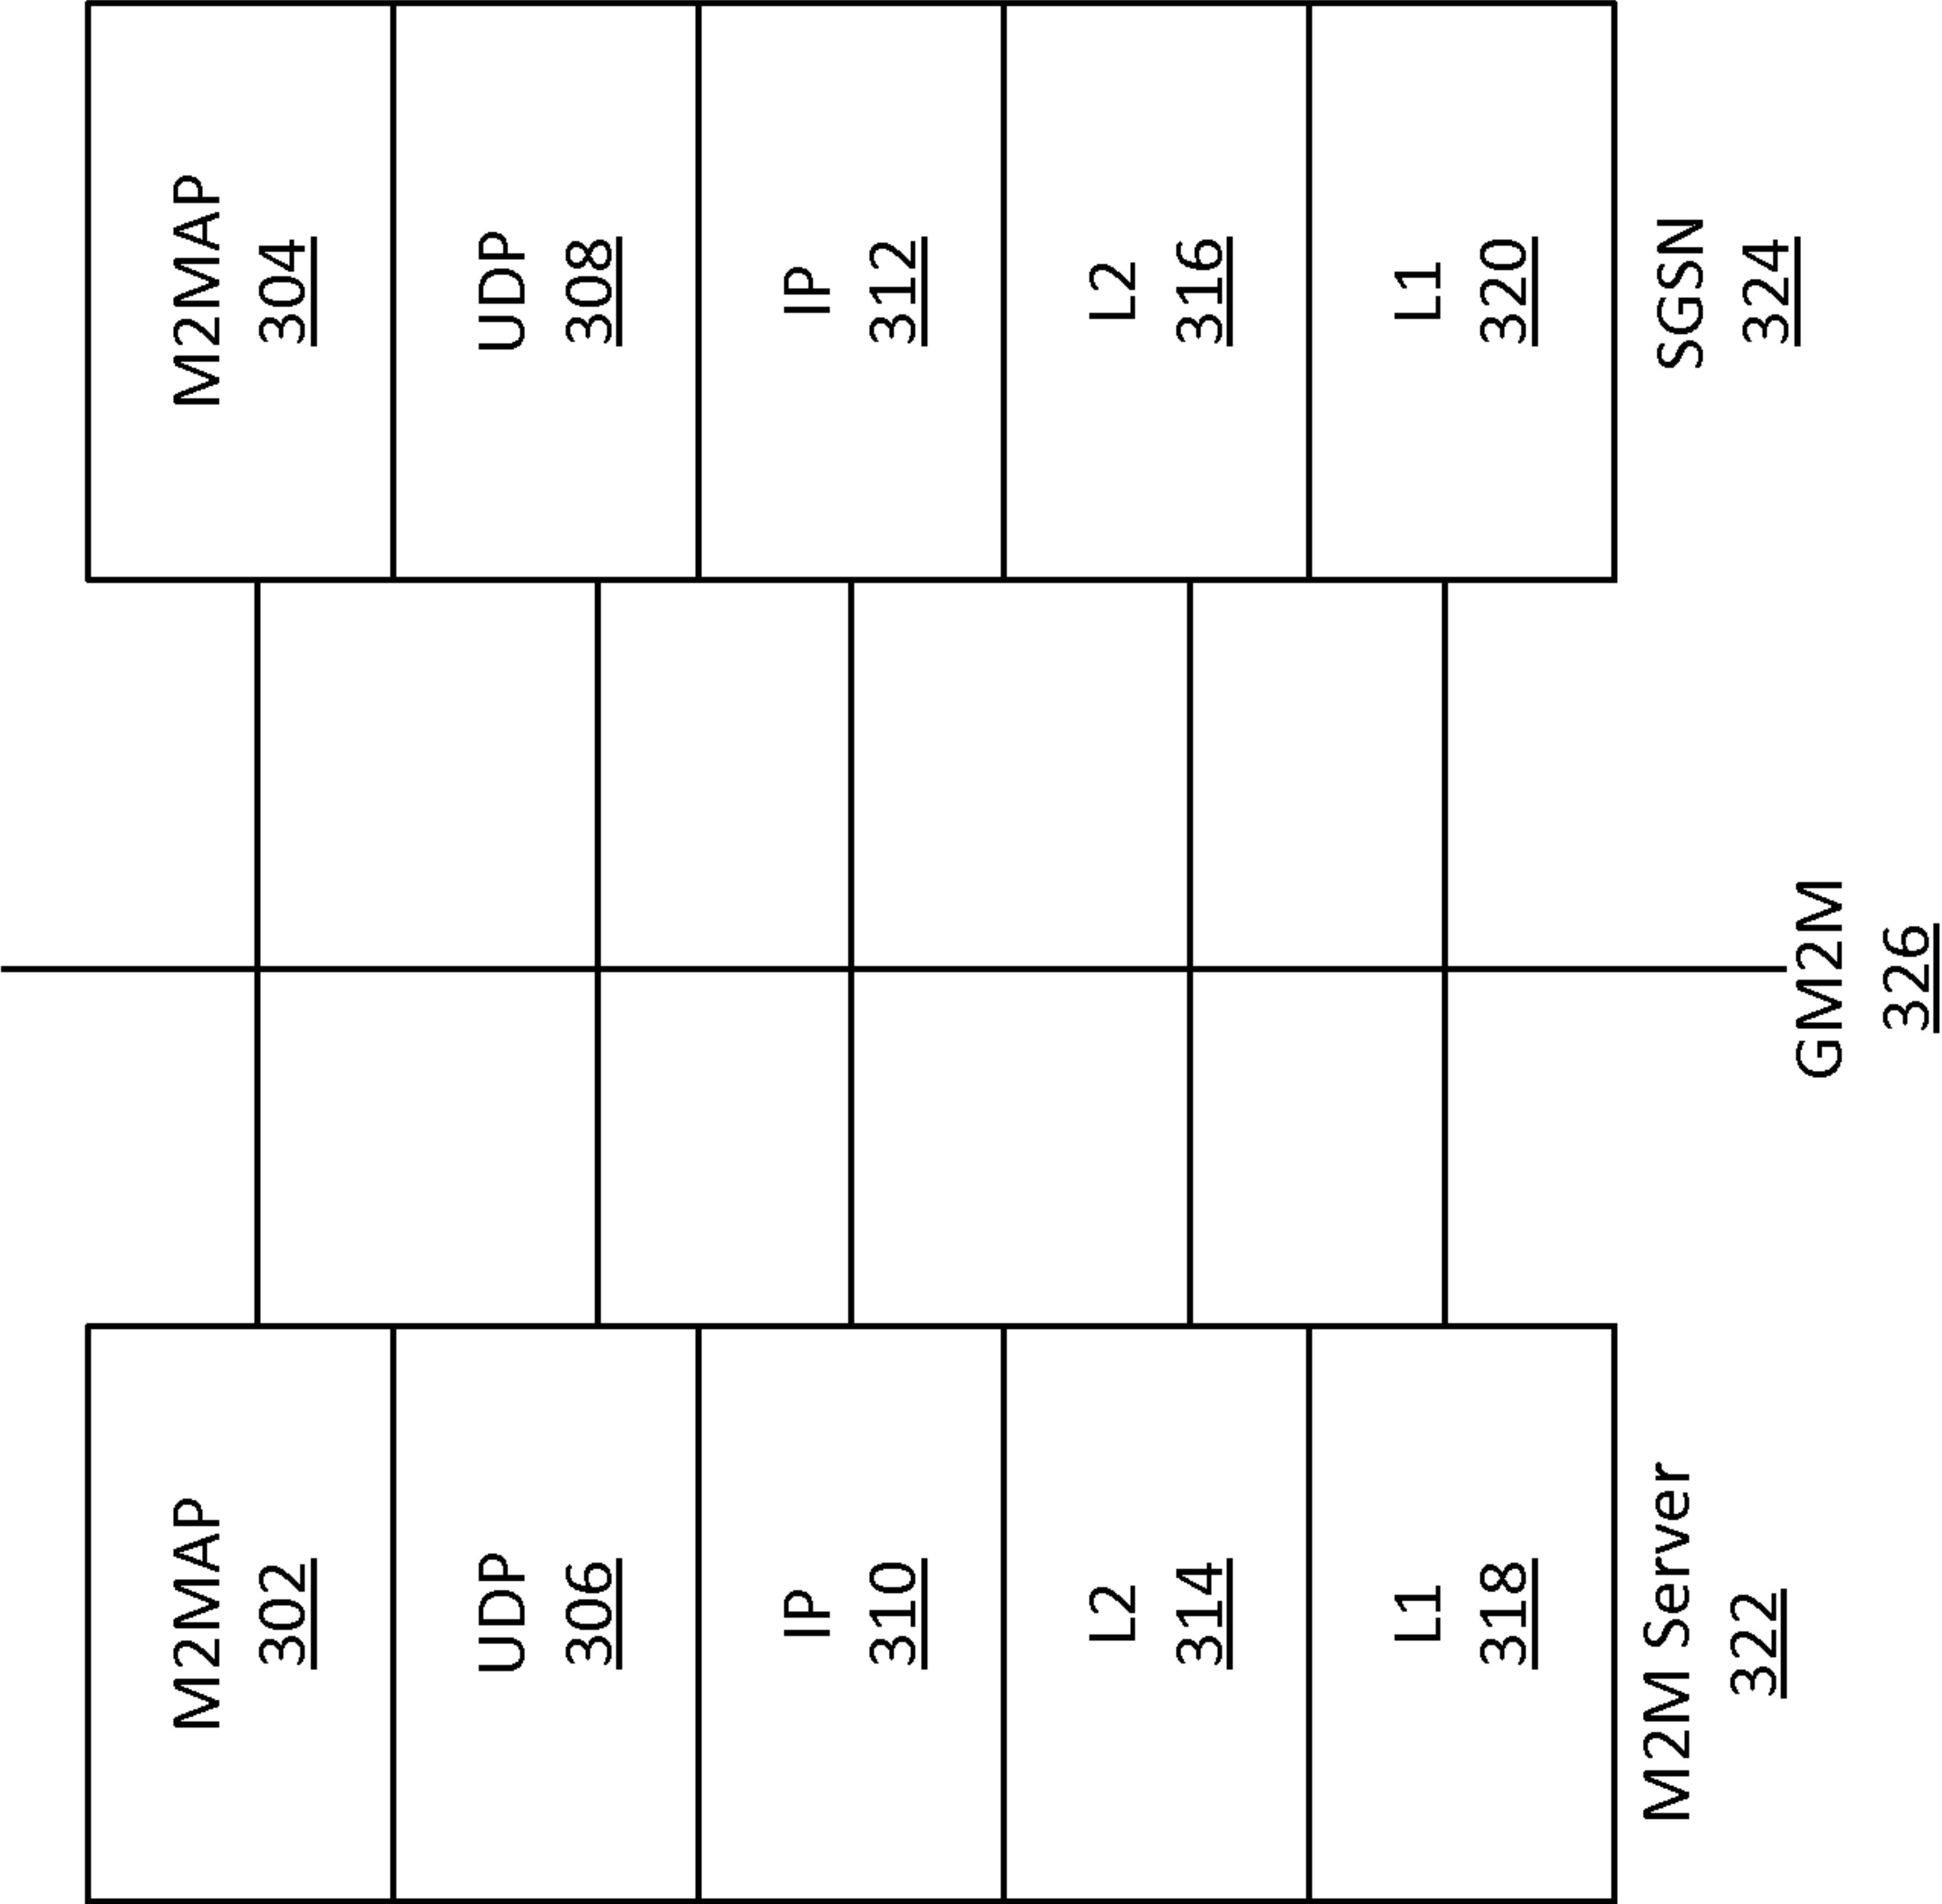 M2MAP
302
M2MAP
304
UDP
306
UDP
308
IP
310
IP
312
L2
314
L2
316
L1
318
L1
320
M2M Server
322
SGSN
324
GM2M
326